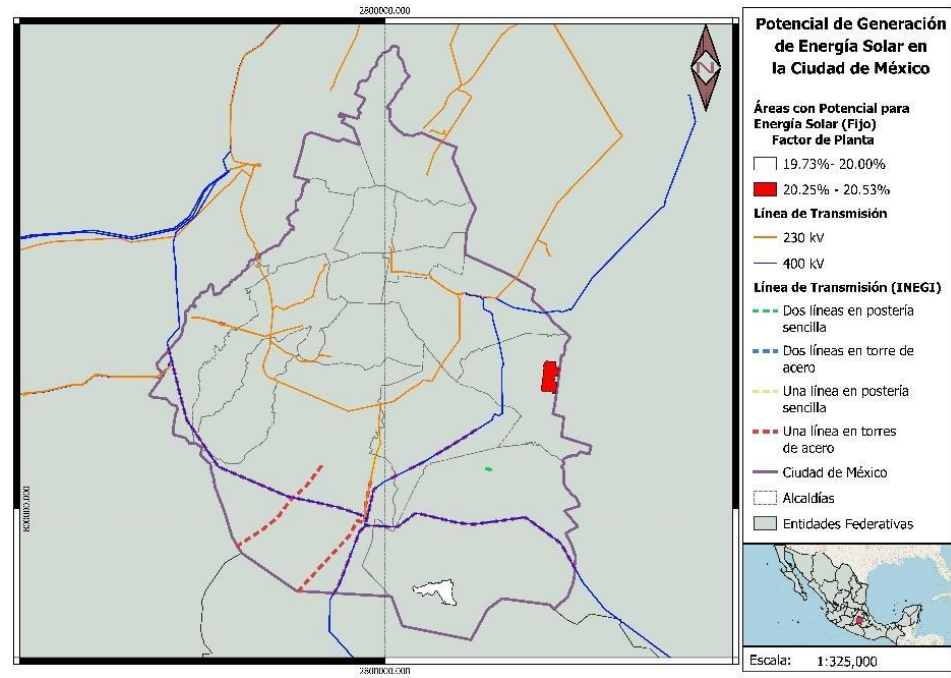 2800000.000
Potencial de Generación
de Energía Solar en
la Ciudad de México
N
Áreas con Potencial para
Energía Solar (Fijo)
Factor de Planta
19.73%- 20.00%
20.25% - 20.53%
Línea de Transmisión
230 kV
400 kV
Línea de Transmisión (INEGI)
Dos líneas en postería
sencilla
Dos líneas en torre de
acero
Una línea en postería
sencilla
Una línea en torres
de acero
Ciudad de México
Alcaldías
Entidades Federativas
Escala: 1:325,000
2800000.000